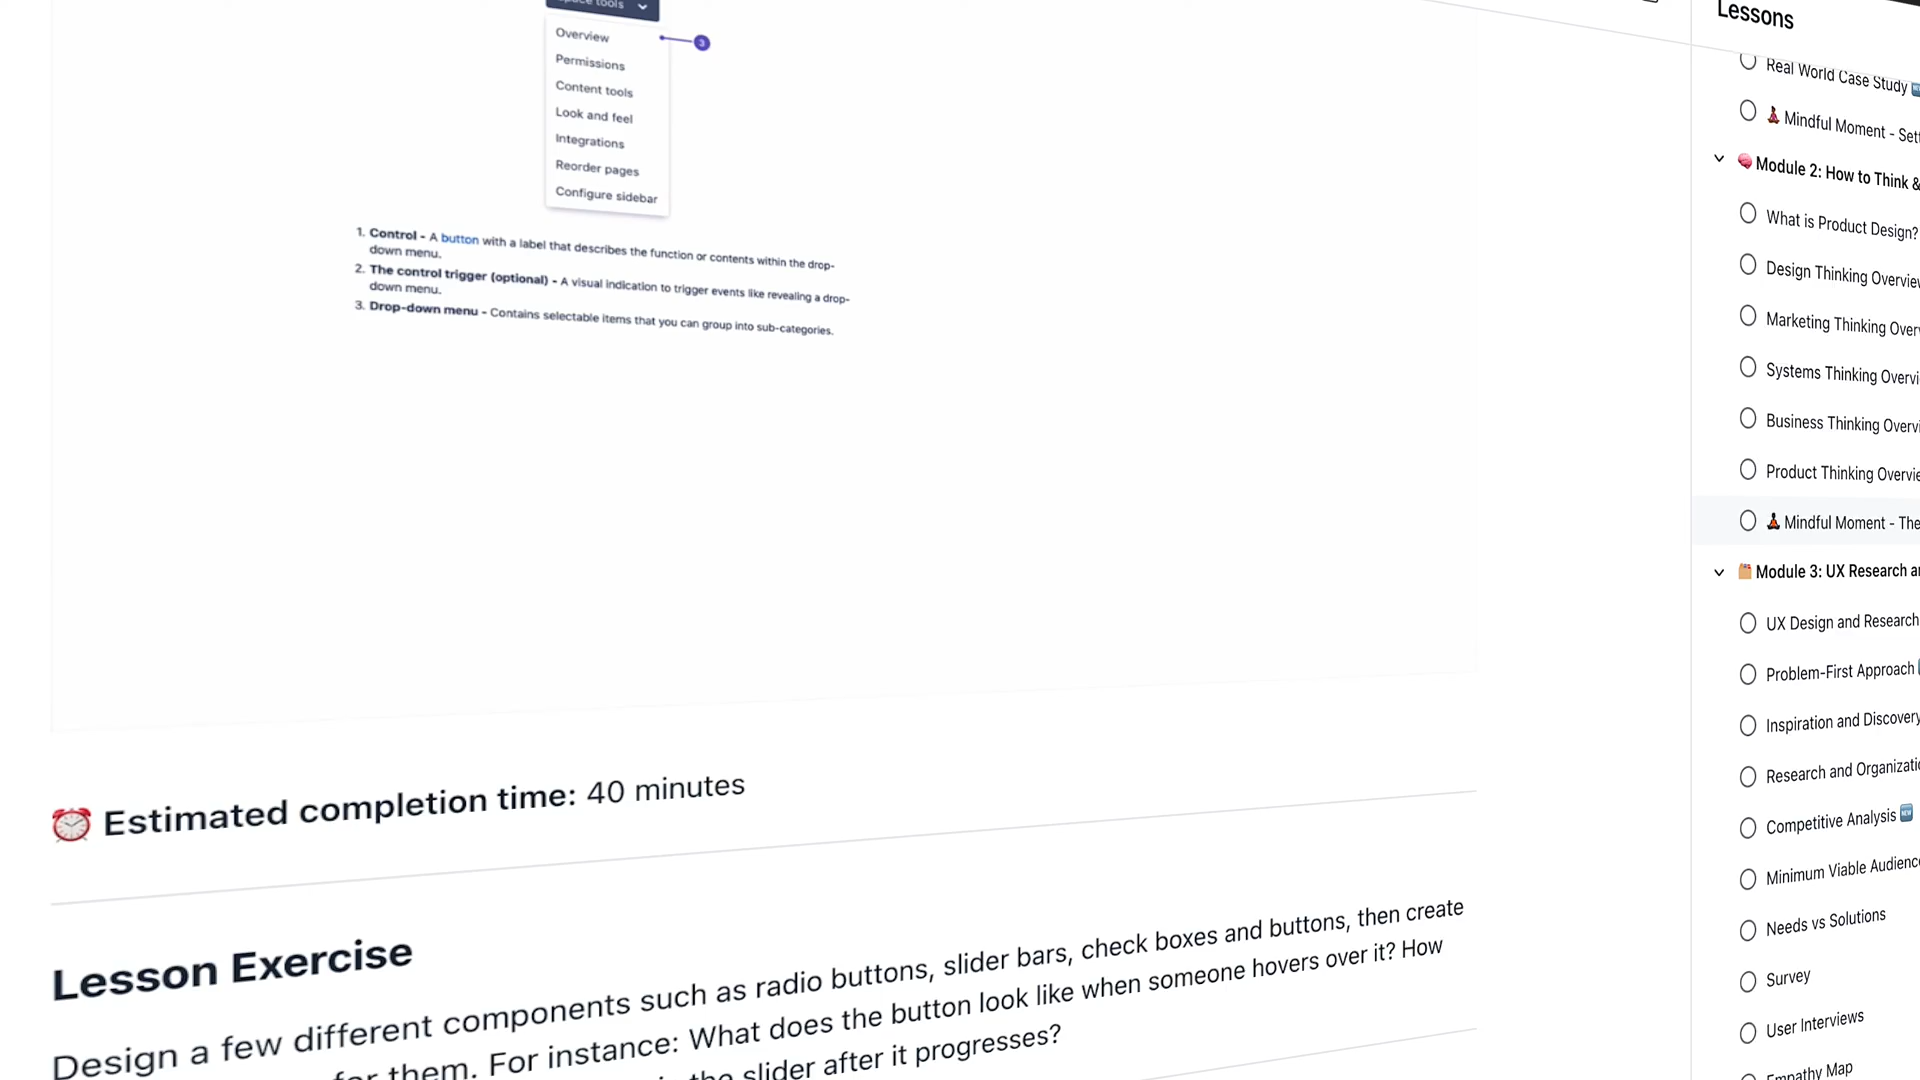 tools
Overview
3
Permissions
Content tools
Look and feel
Integrations
Reorder pages
Configure sidebar
1. Control - A button with a label that describes the function or contents within the drop-
down menu.
2. The control trigger (optional) - A visual indication to trigger events like revealing a drop-
down menu.
3. Drop-down menu - Contains selectable items that you can group into sub-categories.
⏰ Estimated completion time: 40 minutes
Lesson Exercise
Design a few different components such as radio buttons, slider bars, check boxes and buttons, then create
for them. For instance: What does the button look like when someone hovers over it? How
the slider after it progresses?
Lessons
Real World Case Study
Mindful Moment - Sett
Module 2: How to Think &
What is Product Design?
Design Thinking Overview
Marketing Thinking Over
Systems Thinking Overvi
Business Thinking Overvi
Product Thinking Overvie
Mindful Moment - The
Module 3: UX Research a
UX Design and Research
Problem-First Approach
Inspiration and Discovery
Research and Organizatio
Competitive Analysis NEW
Minimum Viable Audienc
Needs vs Solutions
Survey
User Interviews
Empathy Map